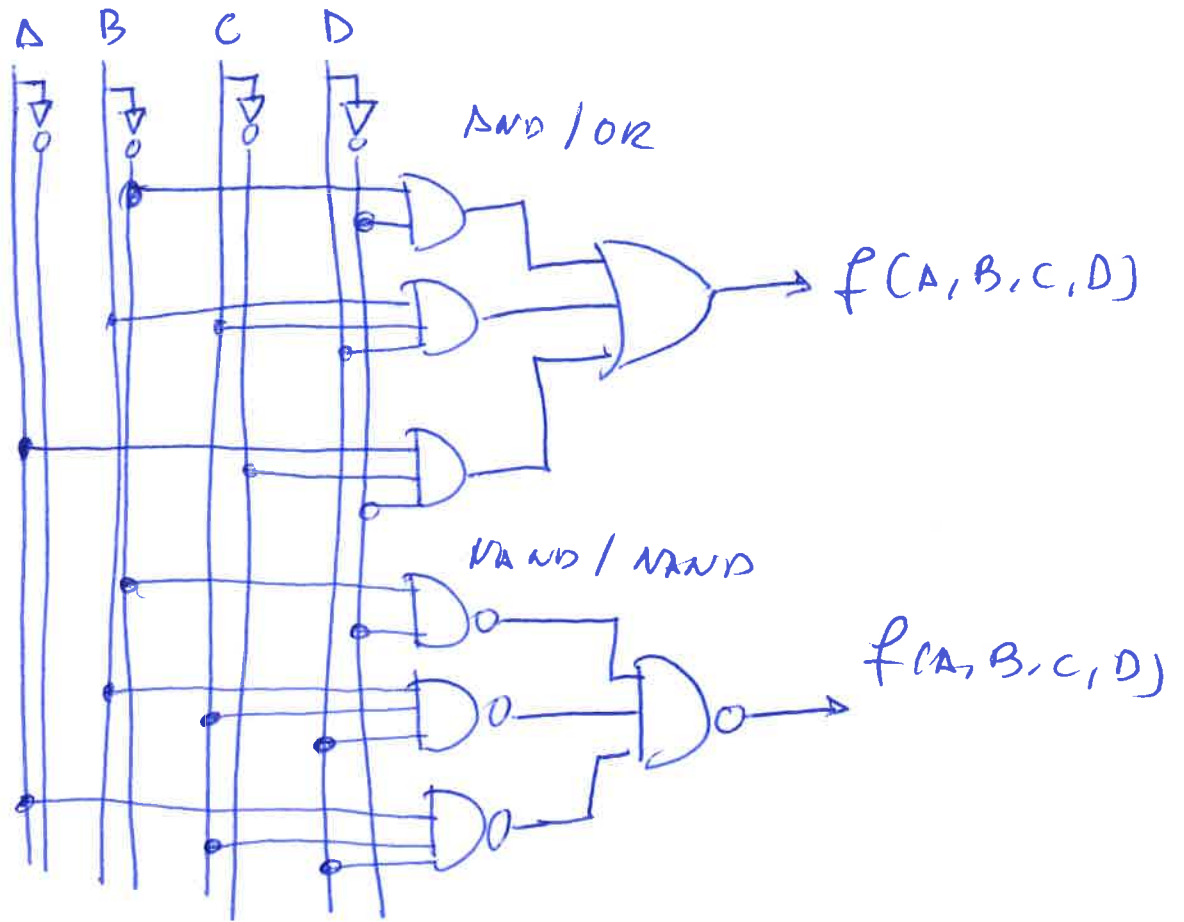 A B C D
AND / OR
f(A, B, C, D)
NAND / NAND
f(A, B, C, D)